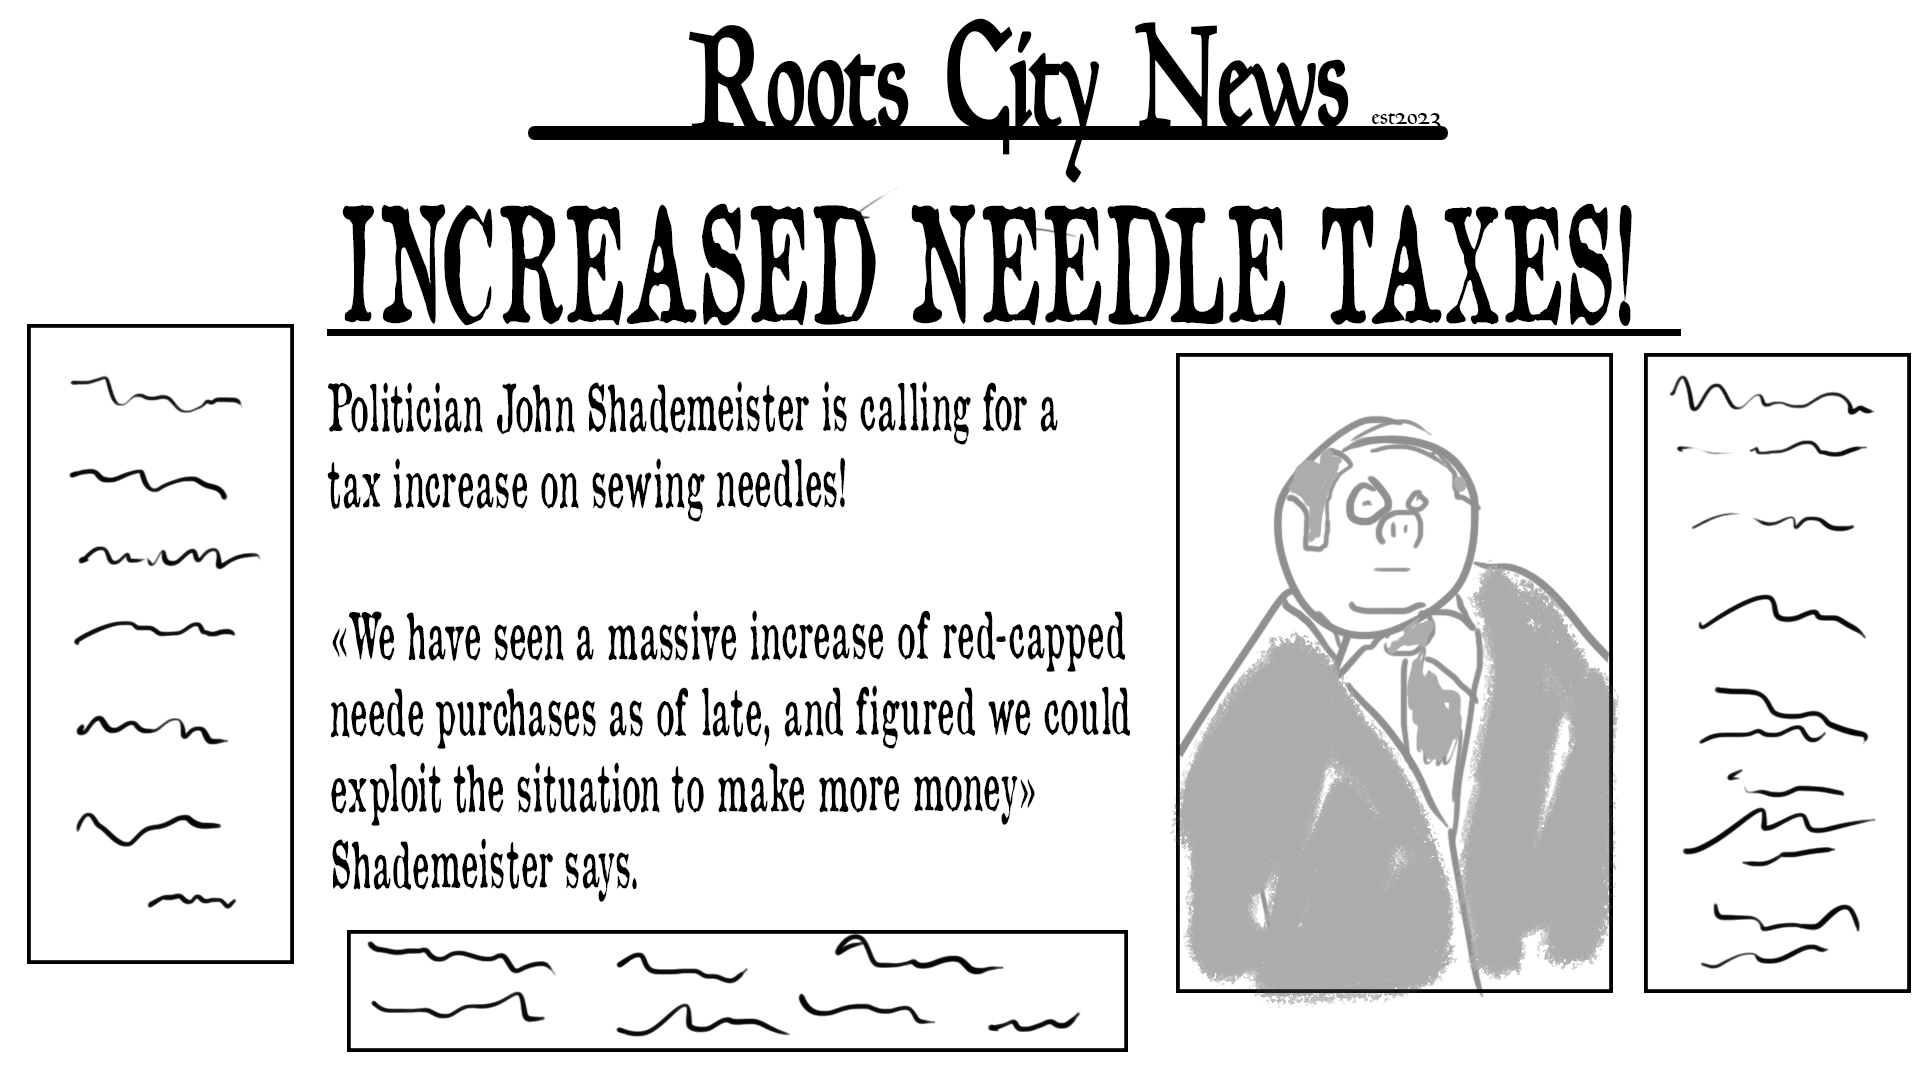 Roots City News est2023
INCREASED NEEDLE TAXES!
Politician John Shademeister is calling for a
tax increase on sewing needles!
«We have seen a massive increase of red-capped
neede purchases as of late, and figured we could
exploit the situation to make more money»
Shademeister says.